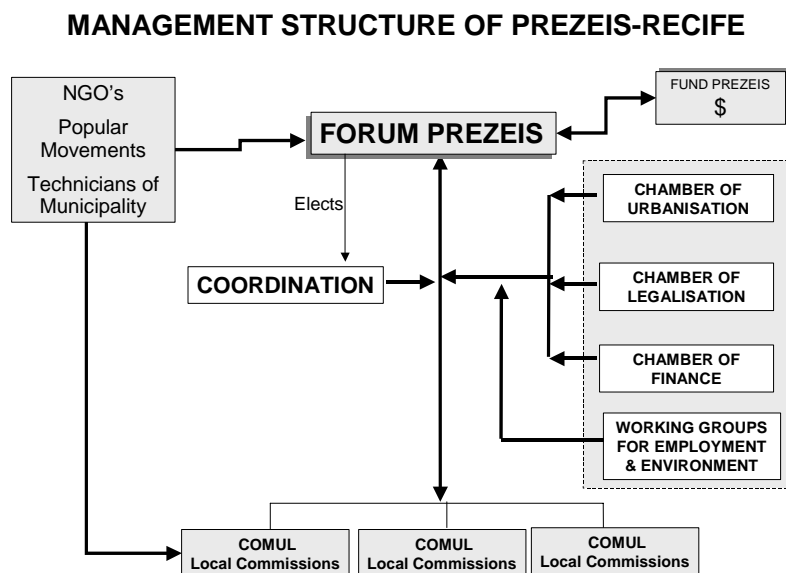 MANAGEMENT STRUCTURE OF PREZEIS-RECIFE
NGO's
Popular
Movements
Technicians of
Municipality
FORUM PREZEIS
FUND PREZEIS
$
Elects
COORDINATION
CHAMBER OF
URBANISATION
CHAMBER OF
LEGALISATION
CHAMBER OF
FINANCE
WORKING GROUPS
FOR EMPLOYMENT
& ENVIRONMENT
COMUL
Local Commissions
COMUL
Local Commissions
COMUL
Local Commissions